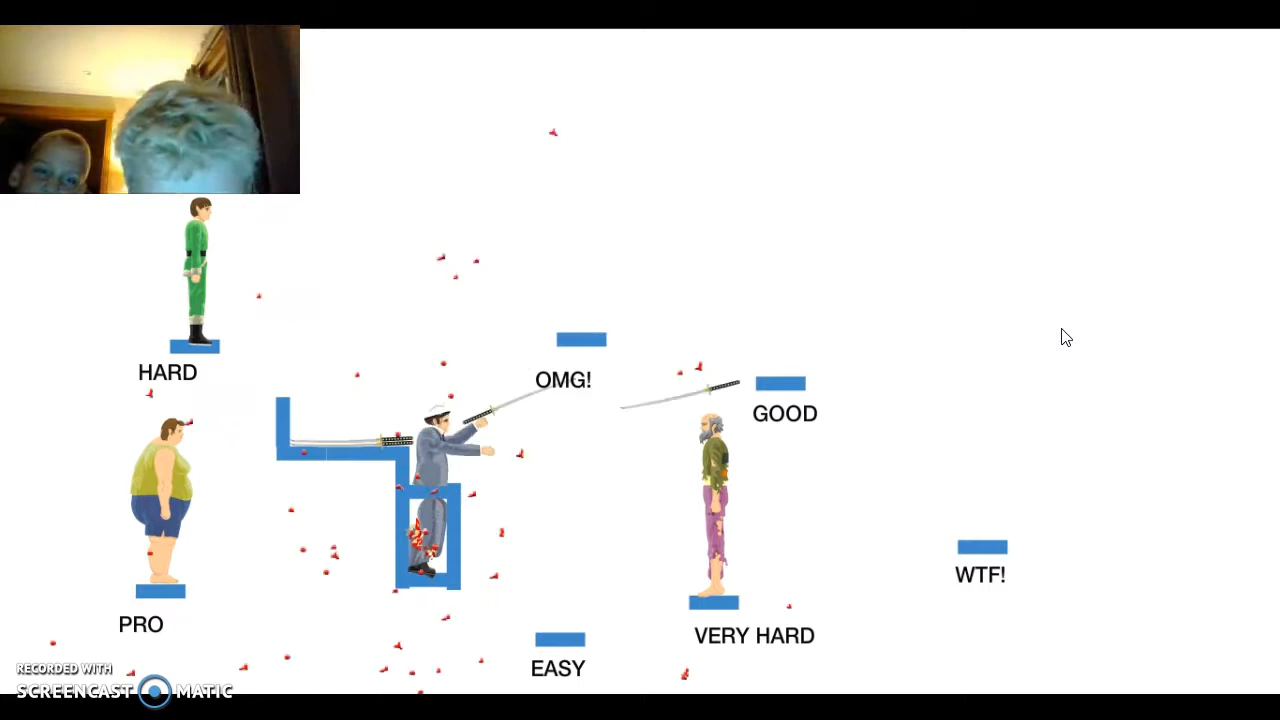 HARD
OMG!
GOOD
PRO
WTF!
VERY HARD
EASY
RECORDED WITH
SCREENCAST MATIC